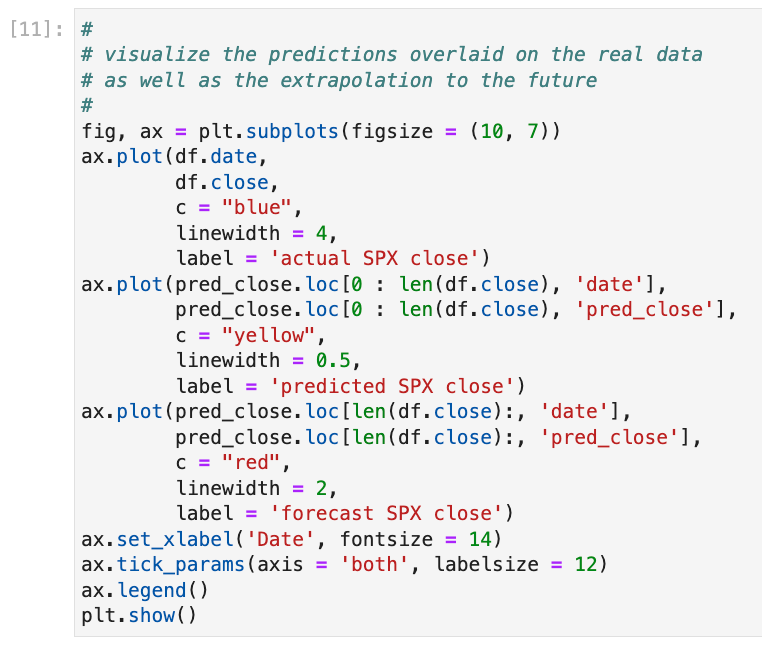 [11]: #
# visualize the predictions overlaid on the real data
# as well as the extrapolation to the future
#
fig, ax = plt.subplots(figsize = (10, 7))
ax.plot(df.date,
        df.close,
        c = "blue",
        linewidth = 4,
        label = 'actual SPX close')
ax.plot(pred_close.loc[0 : len(df.close), 'date'],
        pred_close.loc[0 : len(df.close), 'pred_close'],
        c = "yellow",
        linewidth = 0.5,
        label = 'predicted SPX close')
ax.plot(pred_close.loc[len(df.close):, 'date'],
        pred_close.loc[len(df.close):, 'pred_close'],
        c = "red",
        linewidth = 2,
        label = 'forecast SPX close')
ax.set_xlabel('Date', fontsize = 14)
ax.tick_params(axis = 'both', labelsize = 12)
ax.legend()
plt.show()